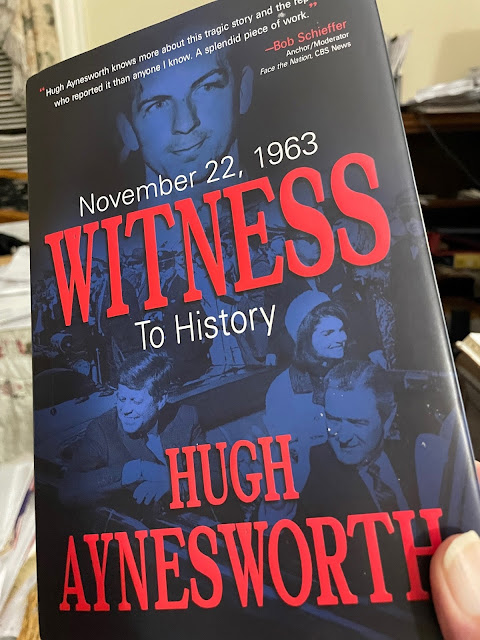 "Hugh Aynesworth knows more about this tragic story and the
who reported it than anyone I know. A splendid piece of work."
—Bob Schieffer
Anchor/Moderator
Face the Nation, CBS News
November 22, 1963
WITNESS
To History
HUGH
AYNESWORTH